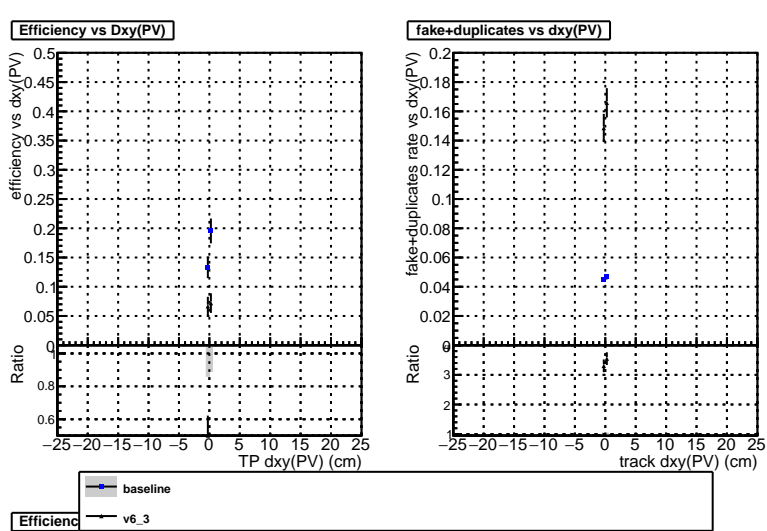 Efficiency vs Dxy(PV)
efficiency vs dxy(PV)
0.5
0.45
0.4
0.35
0.3
0.25
0.2
0.15
0.1
0.05
0
Ratio
1
0.8
0.6
−25 −20 −15 −10 −5 0 5 10 15 20 25
TP dxy(PV) (cm)
fake+duplicates vs dxy(PV)
fake+duplicates rate vs dxy(PV)
0.2
0.18
0.16
0.14
0.12
0.1
0.08
0.06
0.04
0.02
0
Ratio
3
2
1
−25 −20 −15 −10 −5 0 5 10 15 20 25
track dxy(PV) (cm)
baseline
v6_3
Efficienc